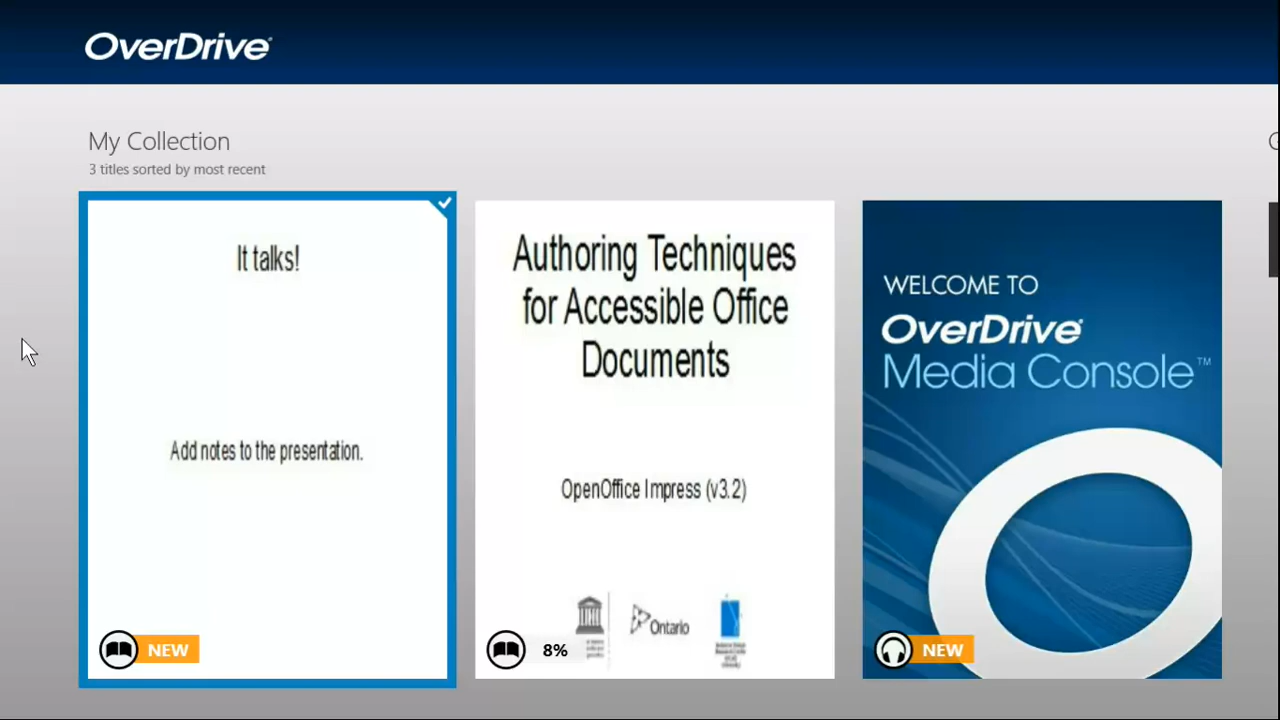 OverDrive
My Collection
3 titles sorted by most recent
It talks!
Add notes to the presentation.
NEW
Authoring Techniques
for Accessible Office
Documents
OpenOffice Impress (v3.2)
Ontario
8%
WELCOME TO
OverDrive
Media Console™
NEW